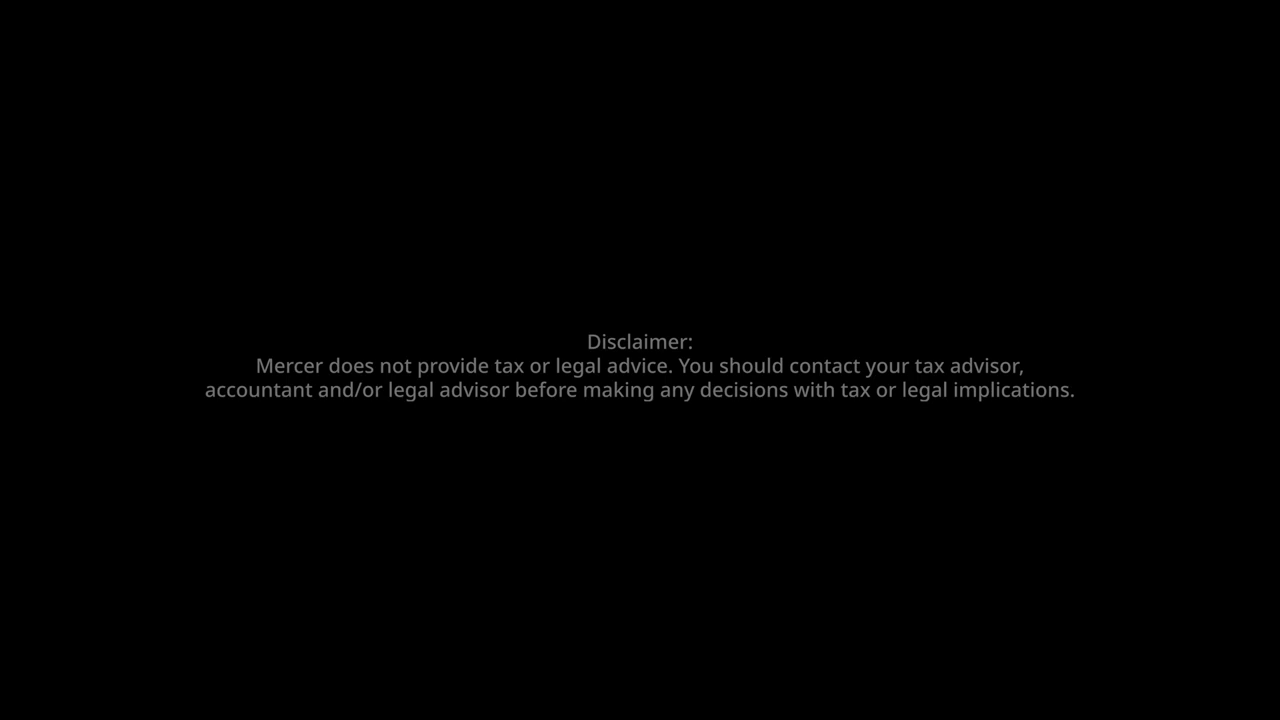 Disclaimer:
Mercer does not provide tax or legal advice. You should contact your tax advisor,
accountant and/or legal advisor before making any decisions with tax or legal implications.